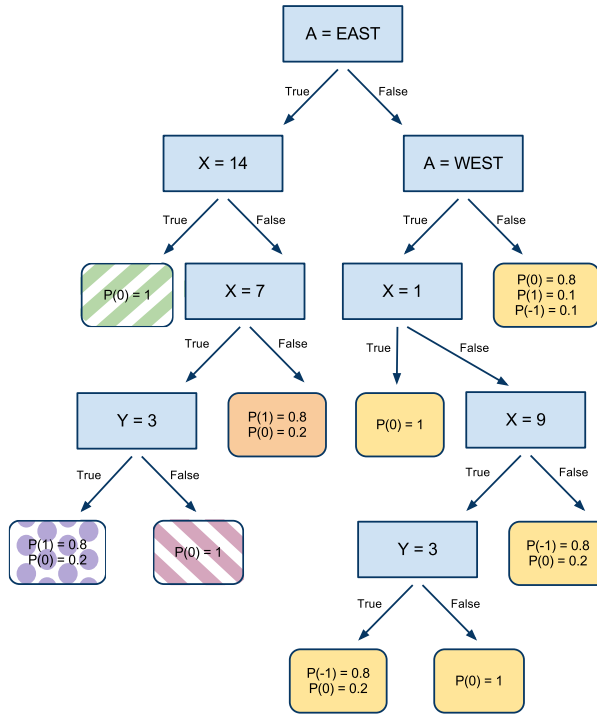 A = EAST
True
False
X = 14
A = WEST
True
False
True
False
P(0) = 1
X = 7
X = 1
P(0) = 0.8
P(1) = 0.1
P(-1) = 0.1
True
False
True
False
Y = 3
P(1) = 0.8
P(0) = 0.2
P(0) = 1
X = 9
True
False
True
False
P(1) = 0.8
P(0) = 0.2
P(0) = 1
Y = 3
P(-1) = 0.8
P(0) = 0.2
True
False
P(-1) = 0.8
P(0) = 0.2
P(0) = 1